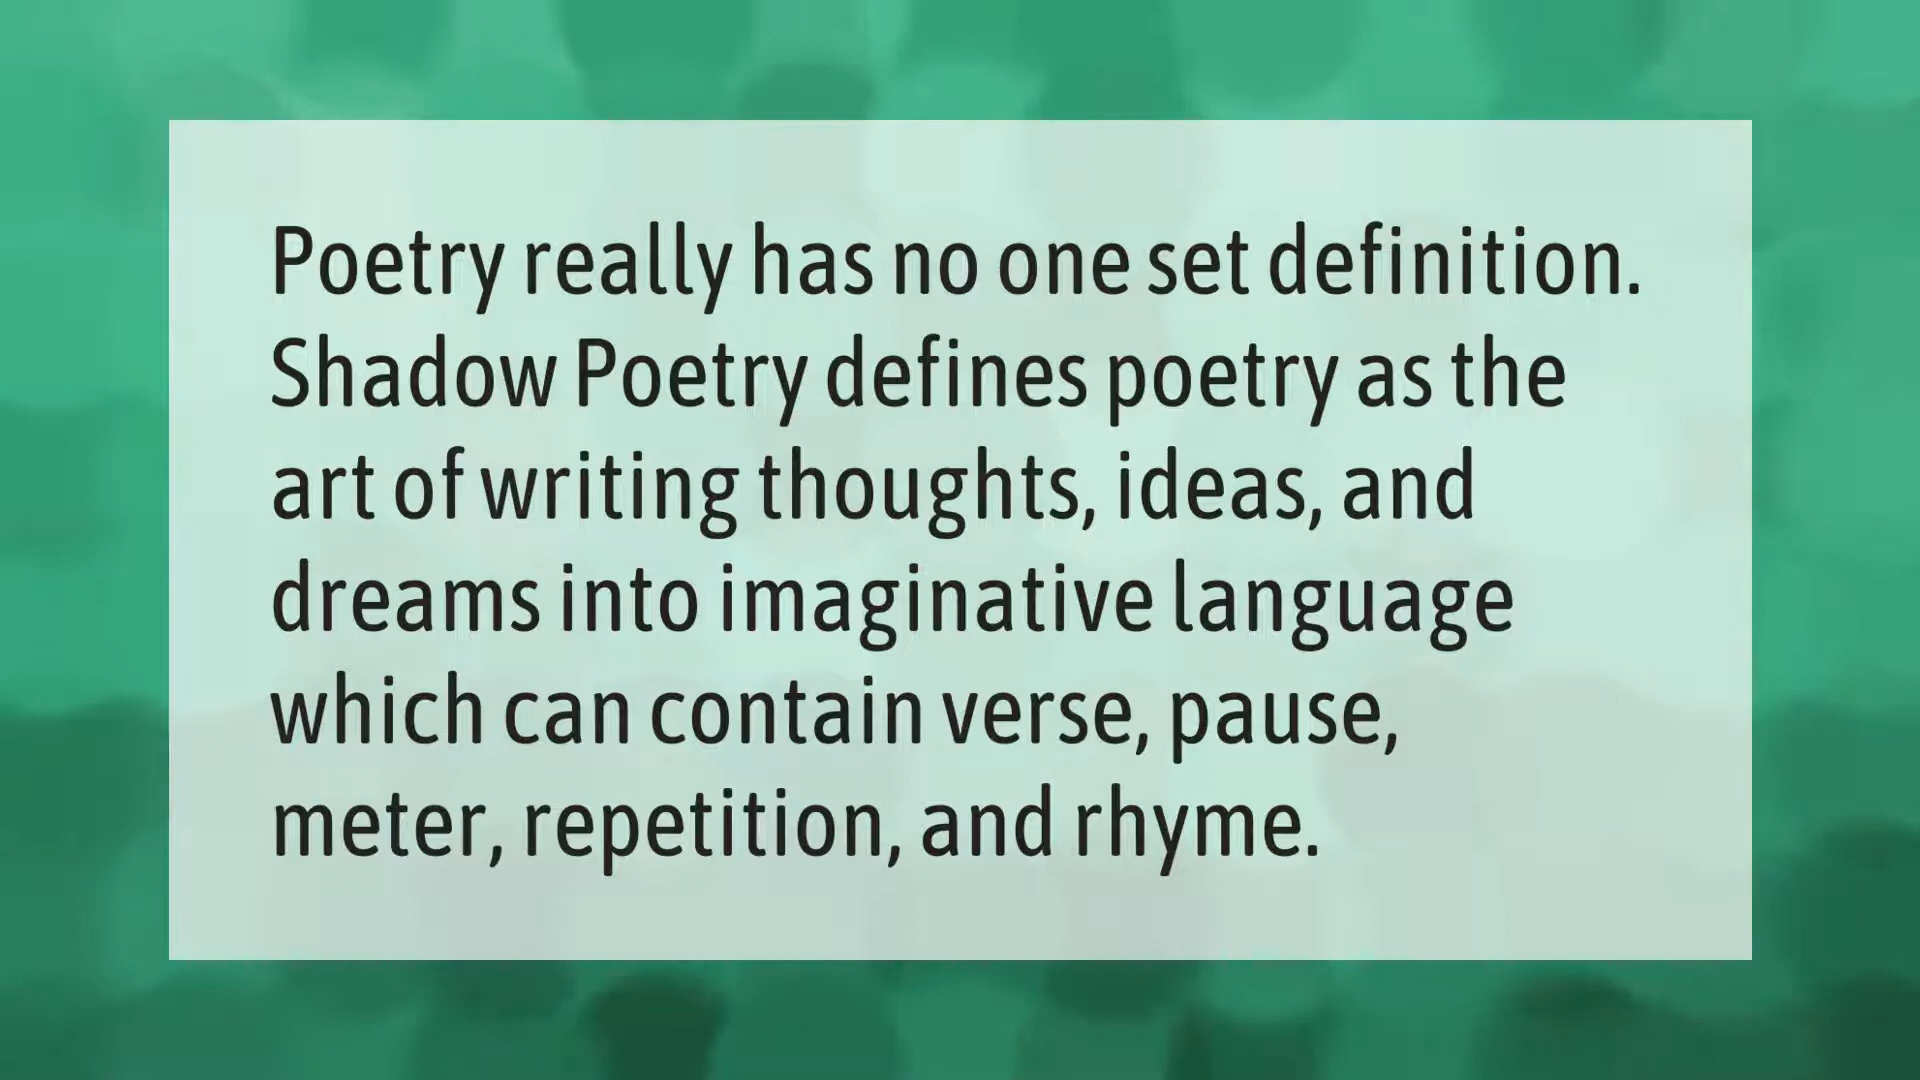 Poetry really has no one set definition.
Shadow Poetry defines poetry as the
art of writing thoughts, ideas, and
dreams into imaginative language
which can contain verse, pause,
meter, repetition, and rhyme.